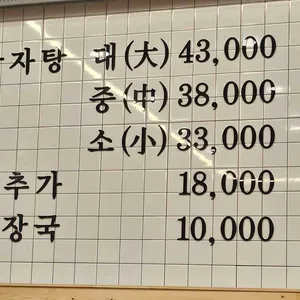 자탕 대(大) 43,000
중(中) 38,000
소(小) 33,000
추가 18,000
장국 10,000